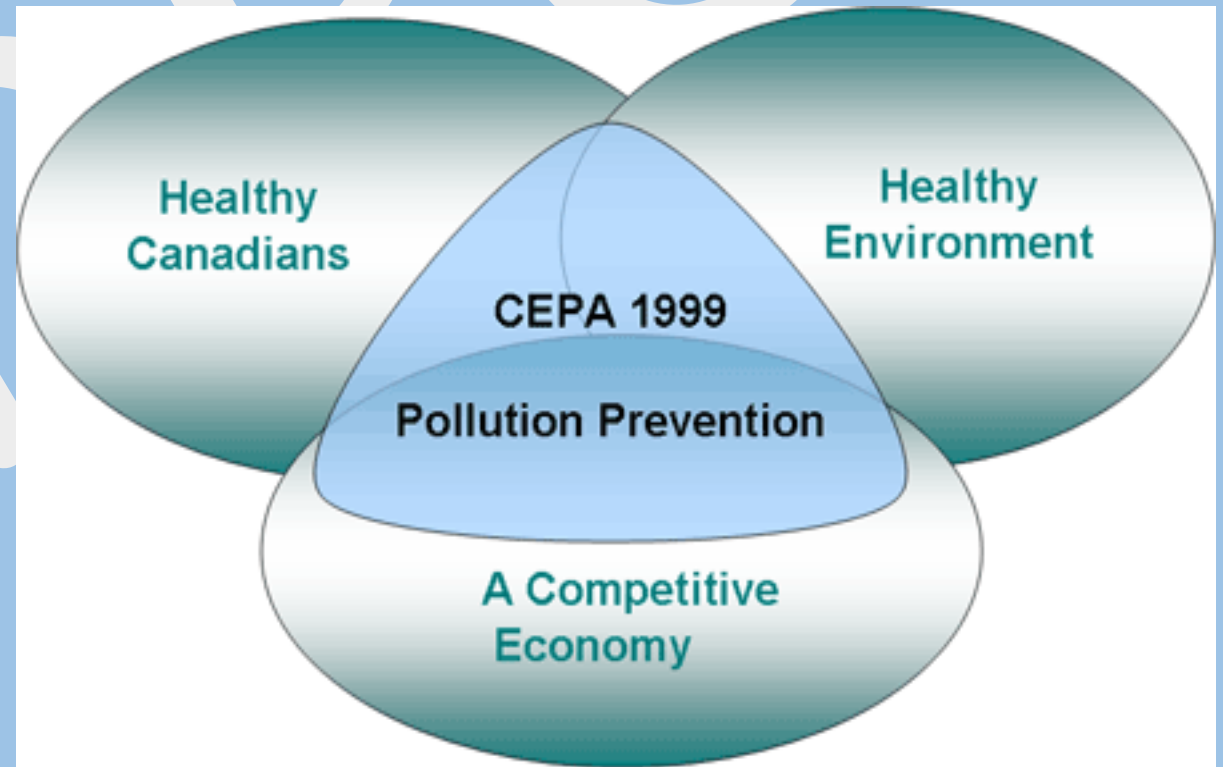 Healthy
Canadians
Healthy
Environment
CEPA 1999
Pollution Prevention
A Competitive
Economy